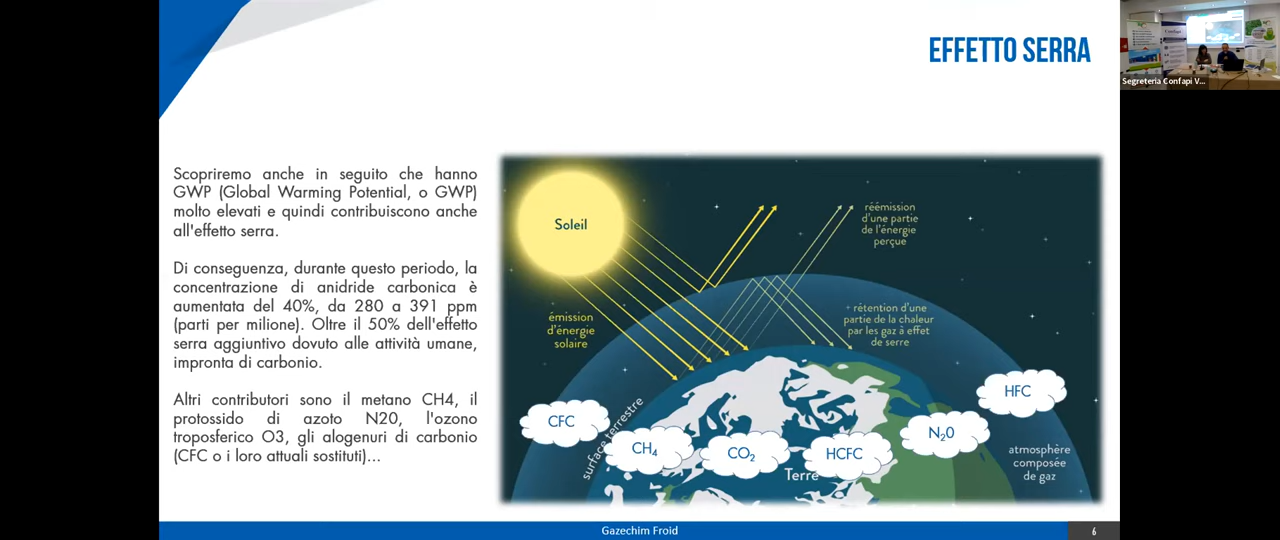 EFFETTO SERRA
Segreteria Confapi V...
Scopriremo anche in seguito che hanno
GWP (Global Warming Potential, o GWP)
molto elevati e quindi contribuiscono anche
all'effetto serra.
Di conseguenza, durante questo periodo, la
concentrazione di anidride carbonica è
aumentata del 40%, da 280 a 391 ppm
(parti per milione). Oltre il 50% dell'effetto
serra aggiuntivo dovuto alle attività umane,
impronta di carbonio.
Altri contributori sono il metano CH4, il
protossido di azoto N20, l'ozono
troposferico O3, gli alogenuri di carbonio
(CFC o i loro attuali sostituti)...
Soleil
réémission
d'une partie
de l'énergie
perçue
émission
d'énergie
solaire
+ rétention d'une
partie de la chaleur
par les gaz à effet
de serre
surface terrestre
CFC
CH₄
CO₂
HCFC
N₂0
HFC
Terre
atmosphère
composée
de gaz
Gazechim Froid
6